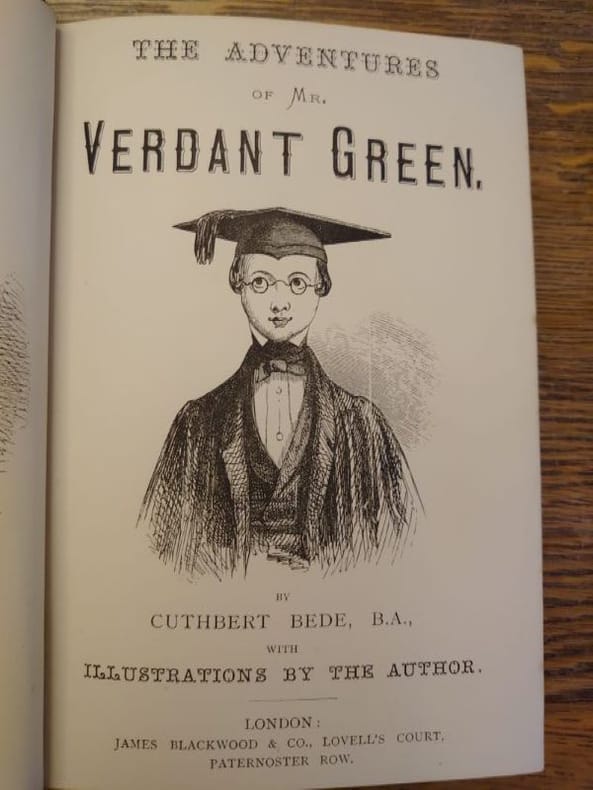 THE ADVENTURES
OF MR.
VERDANT GREEN.
BY
CUTHBERT BEDE, B.A.,
WITH
ILLUSTRATIONS BY THE AUTHOR.
LONDON:
JAMES BLACKWOOD & CO., LOVELL'S COURT,
PATERNOSTER ROW.